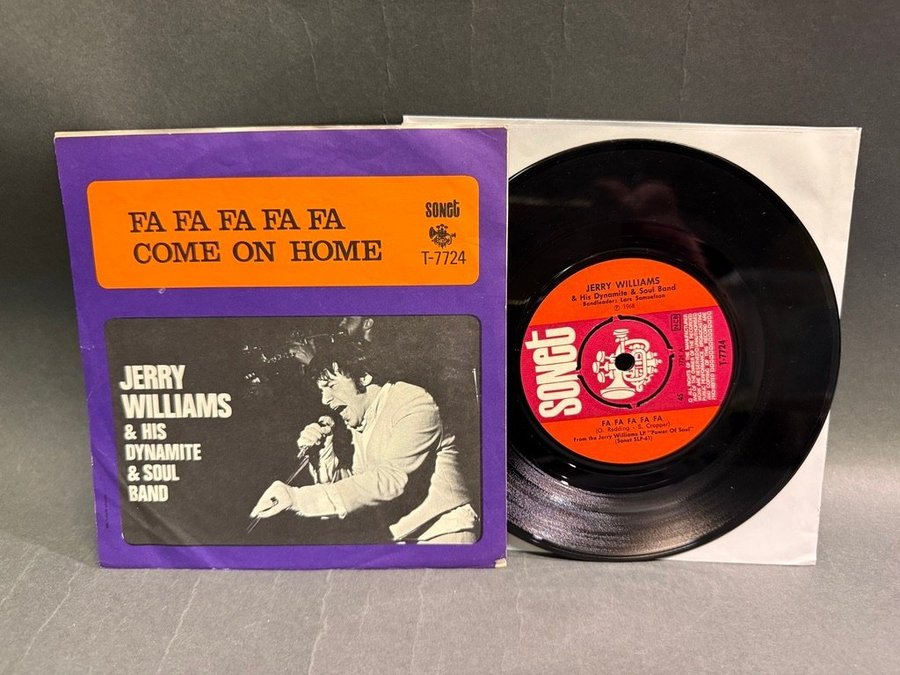 FA FA FA FA FA
COME ON HOME
SONET
T-7724
JERRY
WILLIAMS
& HIS
DYNAMITE
& SOUL
BAND
JERRY WILLIAMS
& His Dynamite & Soul Band
Bandleader: Lars Samuelson
℗ 1968
SONET
45
T-7724
FA FA FA FA FA
(O. Redding - S. Cropper)
From the Jerry Williams LP "Power Of Soul"
(Sonet SLP-61)